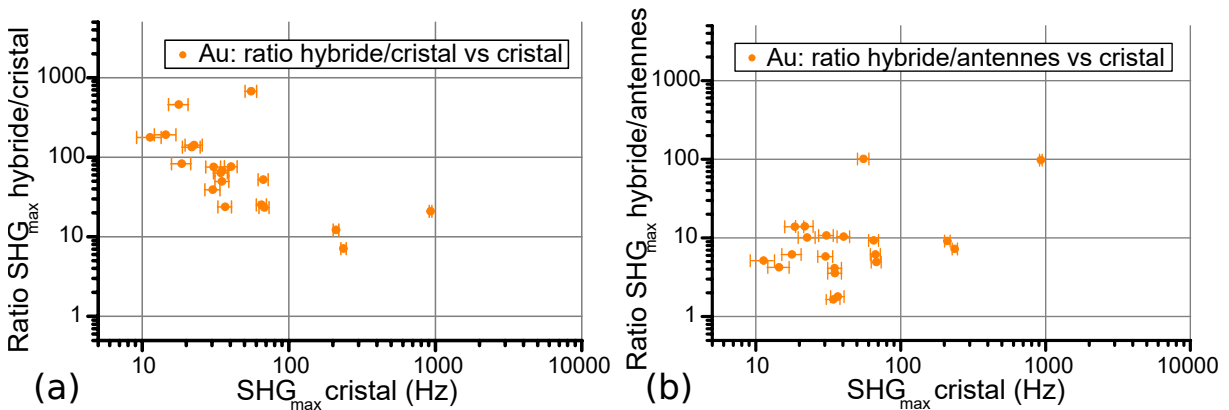 Ratio SHGmax hybride/cristal
1000
100
10
1
Au: ratio hybride/cristal vs cristal
10 100 1000 10000
SHGmax cristal (Hz)
(a)
Ratio SHGmax hybride/antennes
1000
100
10
1
Au: ratio hybride/antennes vs cristal
10 100 1000 10000
SHGmax cristal (Hz)
(b)